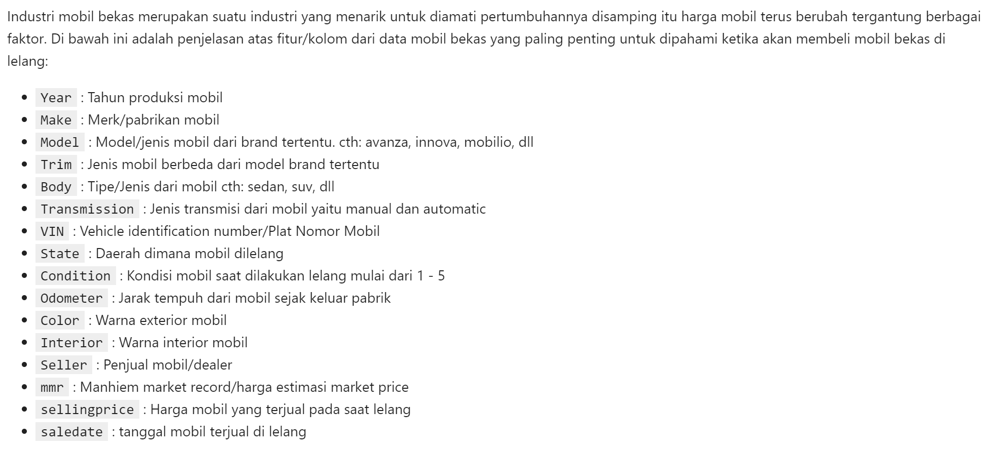 Industri mobil bekas merupakan suatu industri yang menarik untuk diamati pertumbuhannya disamping itu harga mobil terus berubah tergantung berbagai
faktor. Di bawah ini adalah penjelasan atas fitur/kolom dari data mobil bekas yang paling penting untuk dipahami ketika akan membeli mobil bekas di
lelang:
• Year : Tahun produksi mobil
• Make : Merk/pabrikan mobil
• Model : Model/jenis mobil dari brand tertentu. cth: avanza, innova, mobilio, dll
• Trim : Jenis mobil berbeda dari model brand tertentu
• Body : Tipe/Jenis dari mobil cth: sedan, suv, dll
• Transmission : Jenis transmisi dari mobil yaitu manual dan automatic
• VIN : Vehicle identification number/Plat Nomor Mobil
• State : Daerah dimana mobil dilelang
• Condition : Kondisi mobil saat dilakukan lelang mulai dari 1 - 5
• Odometer : Jarak tempuh dari mobil sejak keluar pabrik
• Color : Warna exterior mobil
• Interior : Warna interior mobil
• Seller : Penjual mobil/dealer
• mmr : Manhiem market record/harga estimasi market price
• sellingprice : Harga mobil yang terjual pada saat lelang
• saledate : tanggal mobil terjual di lelang